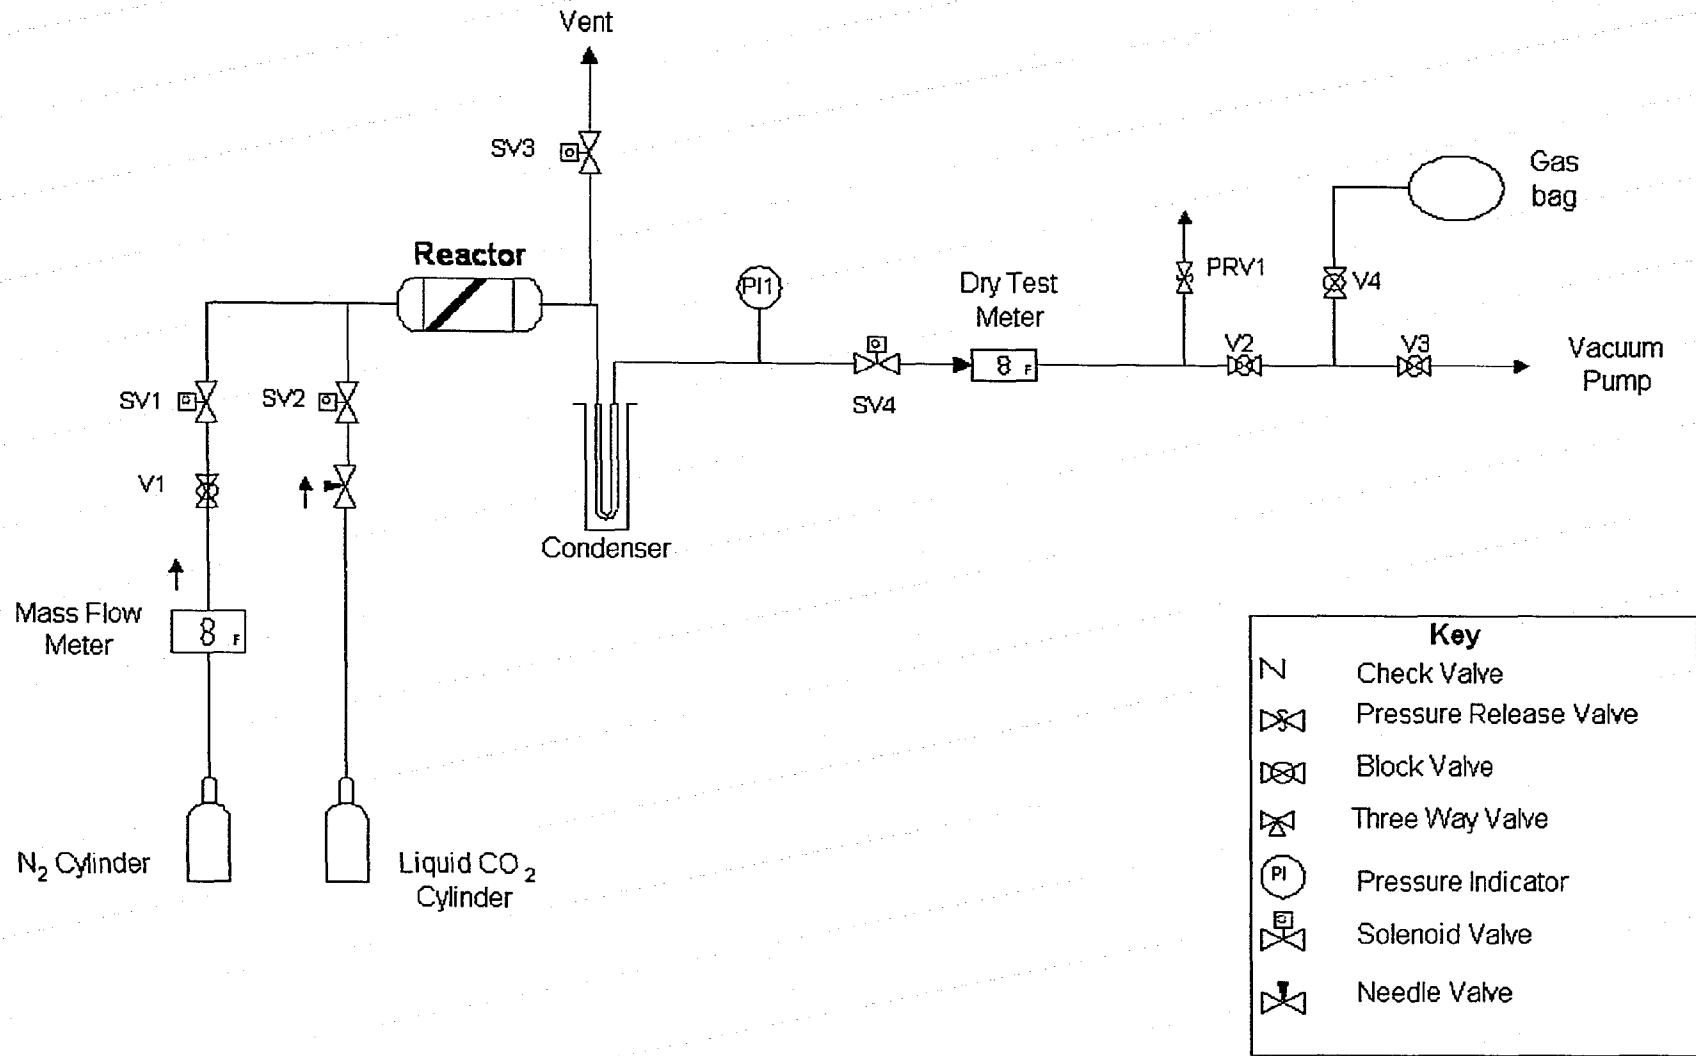 Vent
SV3
Gas
bag
Reactor
PI1
Dry Test
Meter
PRV1
V4
8 F
V2
V3
Vacuum
Pump
SV1
SV2
SV4
V1
Condenser
Mass Flow
Meter
8 F
N2 Cylinder
Liquid CO2
Cylinder
Key
Check Valve
Pressure Release Valve
Block Valve
Three Way Valve
PI
Pressure Indicator
Solenoid Valve
Needle Valve